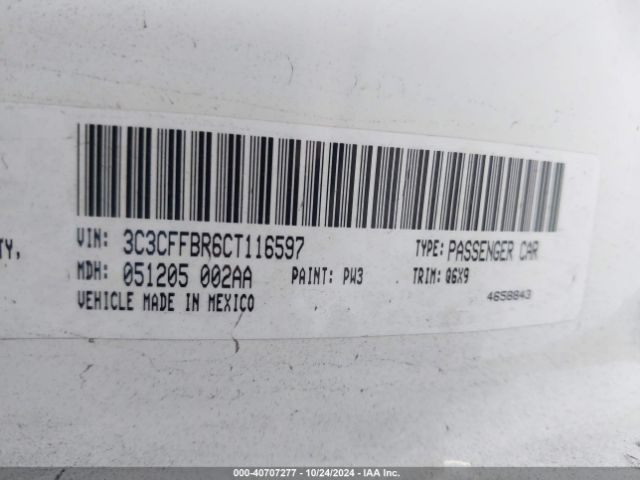 TY,
VIN: 3C3CFFBR6CT116597 TYPE: PASSENGER CAR
MDH: 051205 002AA PAINT: PW3 TRIM: Q6X9
VEHICLE MADE IN MEXICO 4658843
000-40707277 - 10/24/2024 - IAA Inc.